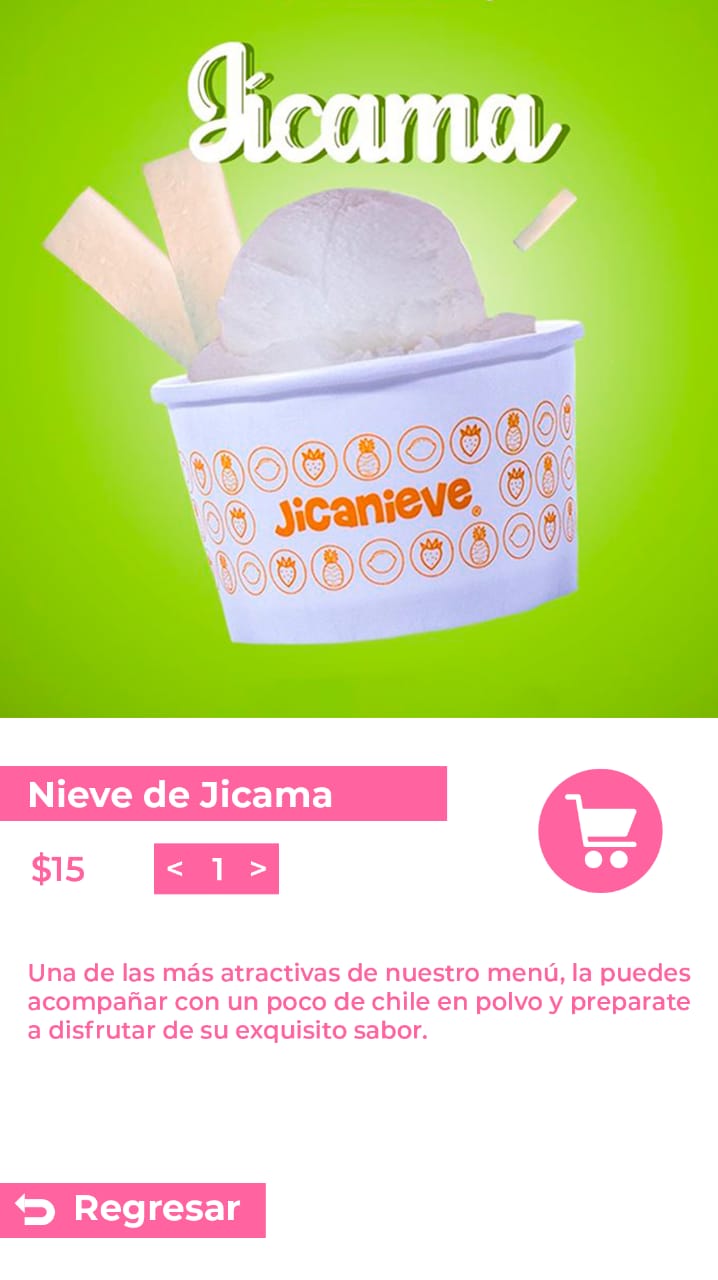 Jícama
Jicanieve®
Nieve de Jicama
$15
< 1 >
Una de las más atractivas de nuestro menú, la puedes
acompañar con un poco de chile en polvo y preparate
a disfrutar de su exquisito sabor.
Regresar